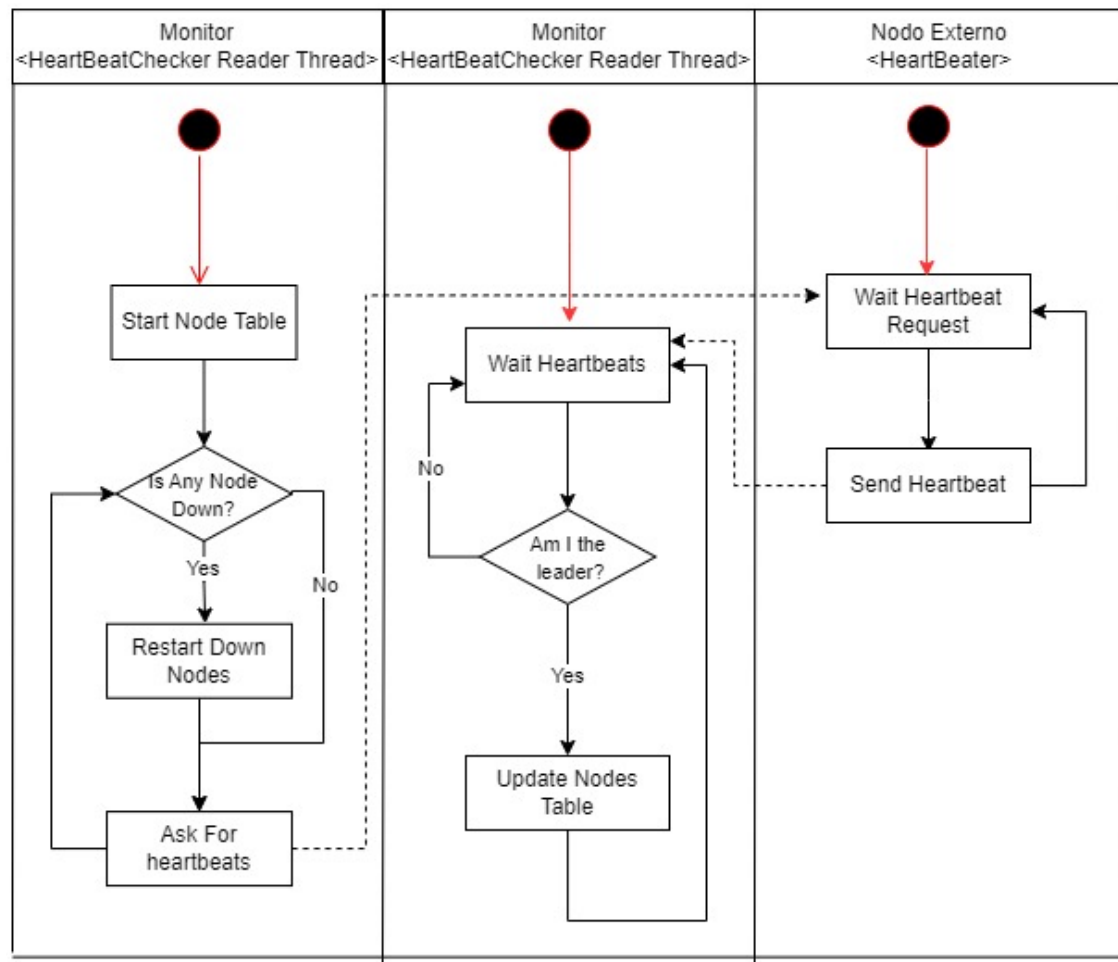 Monitor
<HeartBeatChecker Reader Thread>
Monitor
<HeartBeatChecker Reader Thread>
Nodo Externo
<HeartBeater>
Start Node Table
Is Any Node
Down?
Yes
No
Restart Down
Nodes
Ask For
heartbeats
Wait Heartbeats
No
Am I the
leader?
Yes
Update Nodes
Table
Wait Heartbeat
Request
Send Heartbeat